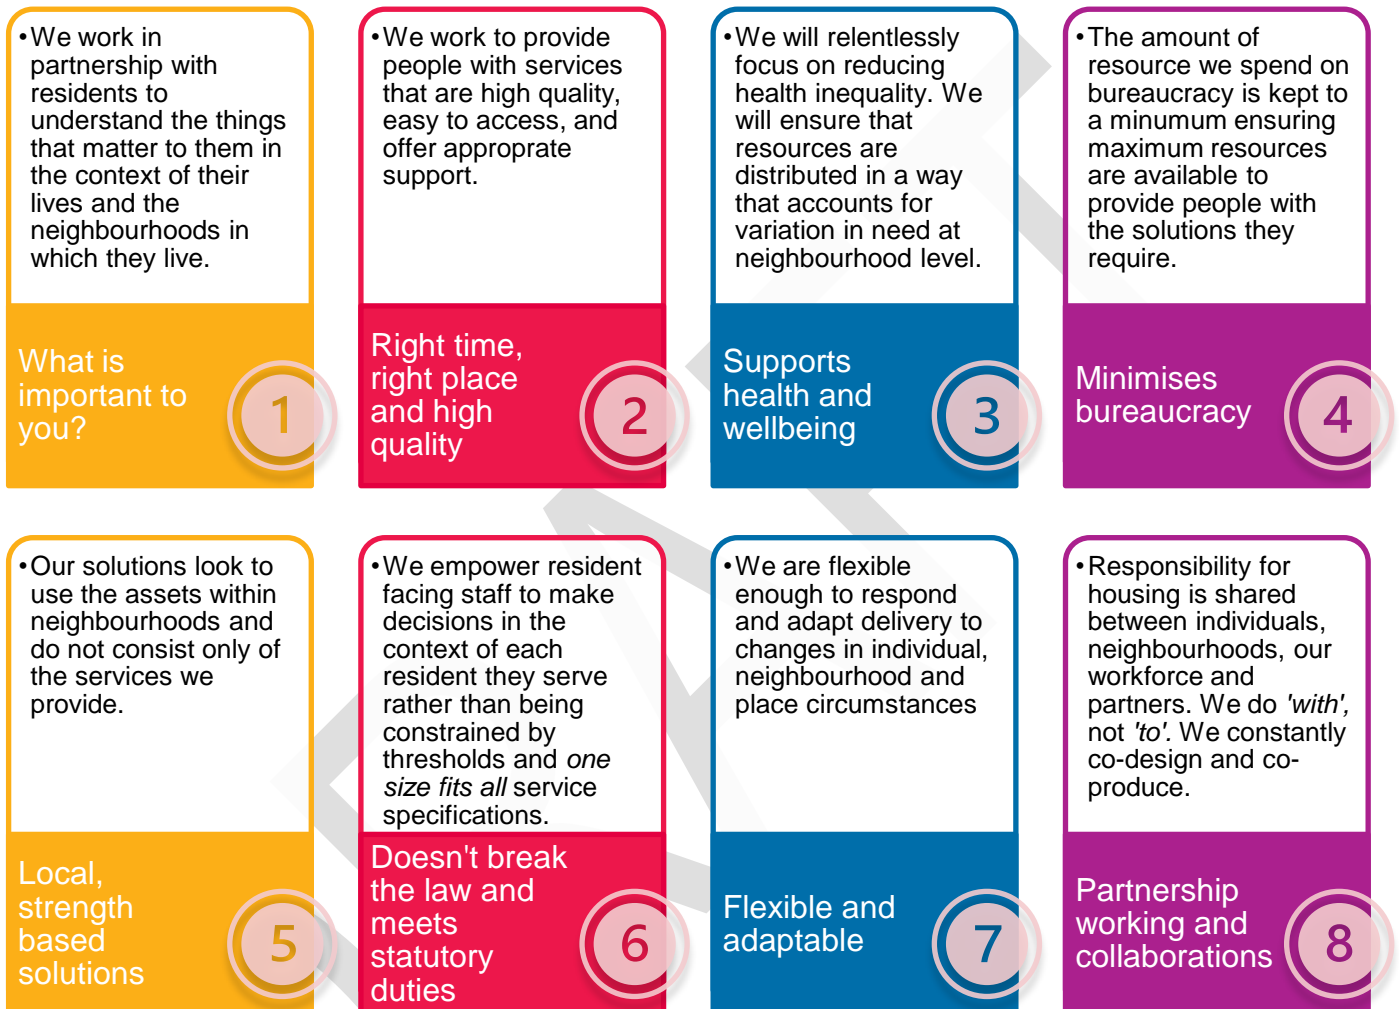 •We work in
partnership with
residents to
understand the things
that matter to them in
the context of their
lives and the
neighbourhoods in
which they live.
What is
important to
you?
1
•We work to provide
people with services
that are high quality,
easy to access, and
offer approprate
support.
Right time,
right place
and high
quality
2
•We will relentlessly
focus on reducing
health inequality. We
will ensure that
resources are
distributed in a way
that accounts for
variation in need at
neighbourhood level.
Supports
health and
wellbeing
3
•The amount of
resource we spend on
bureaucracy is kept to
a minumum ensuring
maximum resources
are available to
provide people with
the solutions they
require.
Minimises
bureaucracy
4
•Our solutions look to
use the assets within
neighbourhoods and
do not consist only of
the services we
provide.
Local,
strength
based
solutions
5
•We empower resident
facing staff to make
decisions in the
context of each
resident they serve
rather than being
constrained by
thresholds and one
size fits all service
specifications.
Doesn't break
the law and
meets
statutory
duties
6
•We are flexible
enough to respond
and adapt delivery to
changes in individual,
neighbourhood and
place circumstances
Flexible and
adaptable
7
•Responsibility for
housing is shared
between individuals,
neighbourhoods, our
workforce and
partners. We do 'with',
not 'to'. We constantly
co-design and co-
produce.
Partnership
working and
collaborations
8